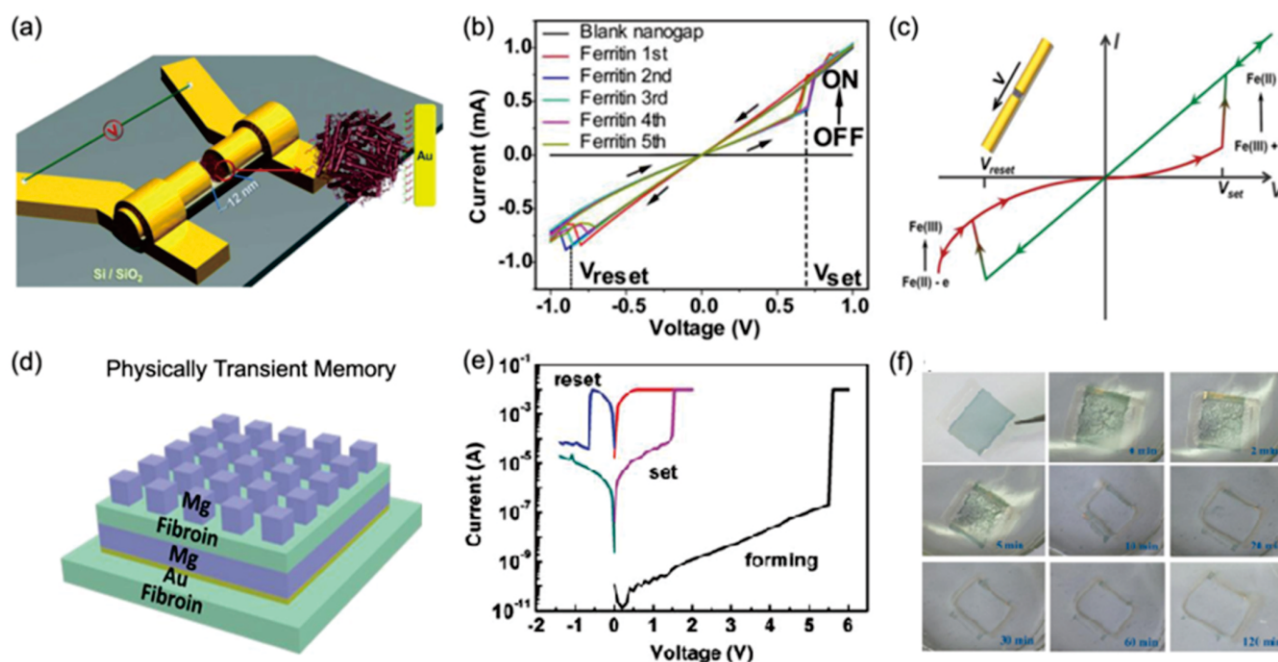 (a)
V
~12 nm
Au
Si / SiO₂
(b)
Blank nanogap
Ferritin 1st
Ferritin 2nd
Ferritin 3rd
Ferritin 4th
Ferritin 5th
ON
OFF
Vreset
Vset
1.0
0.5
0.0
-0.5
-1.0
Current (mA)
-1.0
-0.5
0.0
0.5
1.0
Voltage (V)
(c)
I
V
Vreset
Vset
Fe(II)
Fe(III) +
Fe(III)
Fe(II) - e
(d)
Physically Transient Memory
Mg
Fibroin
Mg
Au
Fibroin
(e)
reset
set
forming
10⁻¹
10⁻³
10⁻⁵
10⁻⁷
10⁻⁹
10⁻¹¹
Current (A)
-1 0 1 2 3 4 5 6
Voltage (V)
(f)
2 min
5 min
10 min
20 min
30 min
60 min
120 min